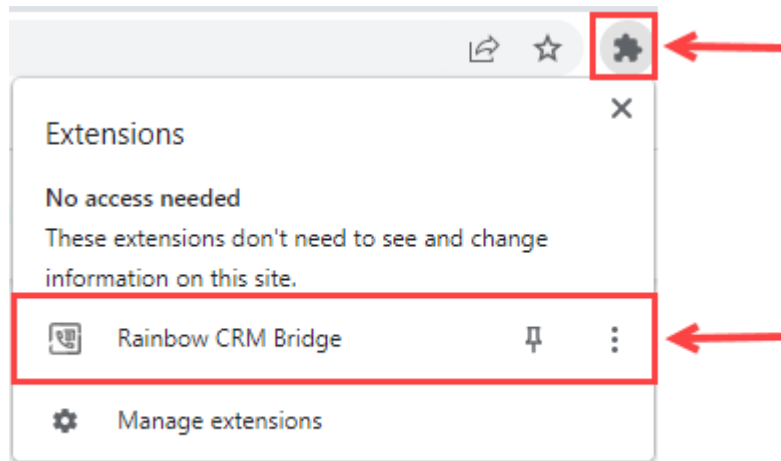 Extensions
No access needed
These extensions don't need to see and change
information on this site.
Rainbow CRM Bridge
Manage extensions